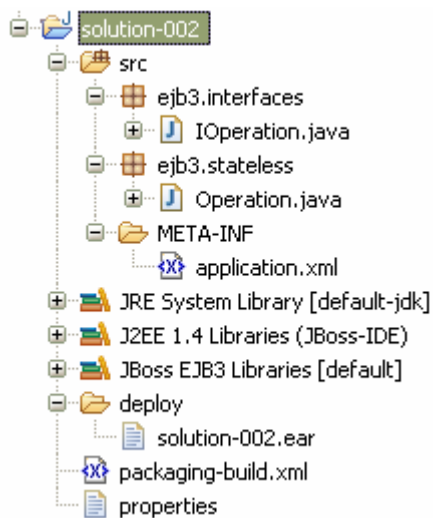 solution-002
src
ejb3.interfaces
IOperation.java
ejb3.stateless
Operation.java
META-INF
application.xml
JRE System Library [default-jdk]
J2EE 1.4 Libraries (JBoss-IDE)
JBoss EJB3 Libraries [default]
deploy
solution-002.ear
packaging-build.xml
properties